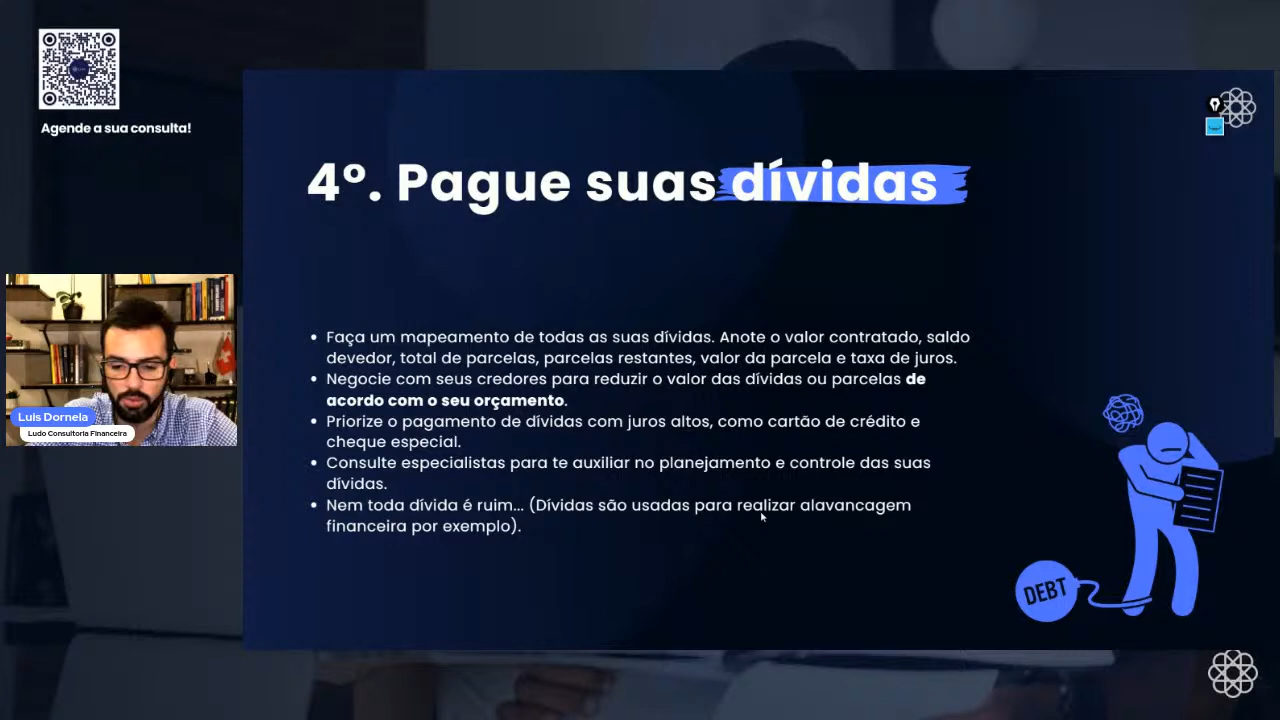 Agende a sua consulta!
4º. Pague suas dívidas
• Faça um mapeamento de todas as suas dívidas. Anote o valor contratado, saldo
devedor, total de parcelas, parcelas restantes, valor da parcela e taxa de juros.
• Negocie com seus credores para reduzir o valor das dívidas ou parcelas de
acordo com o seu orçamento.
• Priorize o pagamento de dívidas com juros altos, como cartão de crédito e
cheque especial.
• Consulte especialistas para te auxiliar no planejamento e controle das suas
dívidas.
• Nem toda dívida é ruim... (Dívidas são usadas para realizar alavancagem
financeira por exemplo).
Luis Dornela
Ludo Consultoria Financeira
DEBT